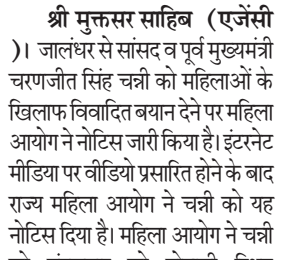 श्री मुक्तसर साहिब (एजेंसी
)। जालंधर से सांसद व पूर्व मुख्यमंत्री
चरणजीत सिंह चन्नी को महिलाओं के
खिलाफ विवादित बयान देने पर महिला
आयोग ने नोटिस जारी किया है। इंटरनेट
मीडिया पर वीडियो प्रसारित होने के बाद
राज्य महिला आयोग ने चन्नी को यह
नोटिस दिया है। महिला आयोग ने चन्नी